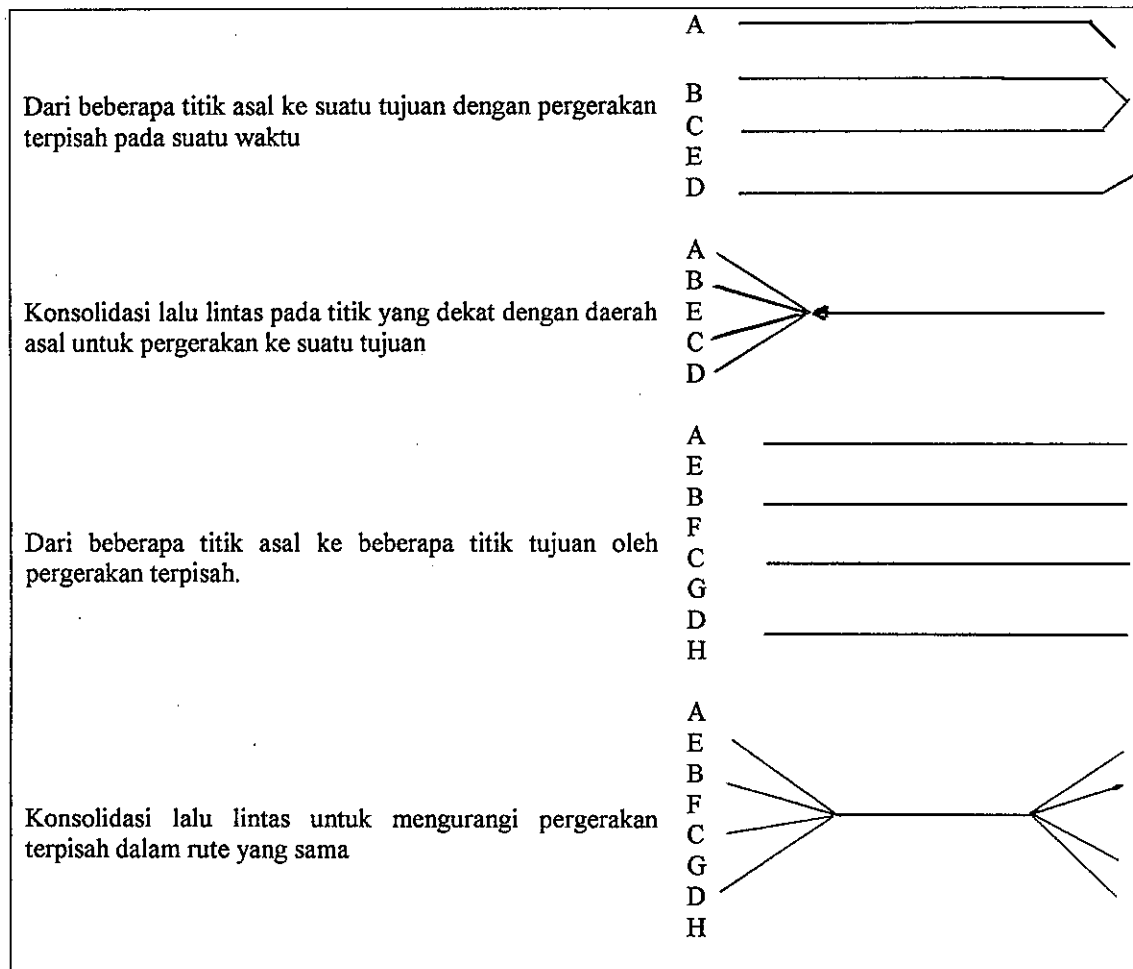 A
Dari beberapa titik asal ke suatu tujuan dengan pergerakan
terpisah pada suatu waktu
B
C
E
D
A
B
Konsolidasi lalu lintas pada titik yang dekat dengan daerah
asal untuk pergerakan ke suatu tujuan
E
C
D
A
E
B
F
Dari beberapa titik asal ke beberapa titik tujuan oleh
pergerakan terpisah.
C
G
D
H
A
E
B
F
Konsolidasi lalu lintas untuk mengurangi pergerakan
terpisah dalam rute yang sama
C
G
D
H